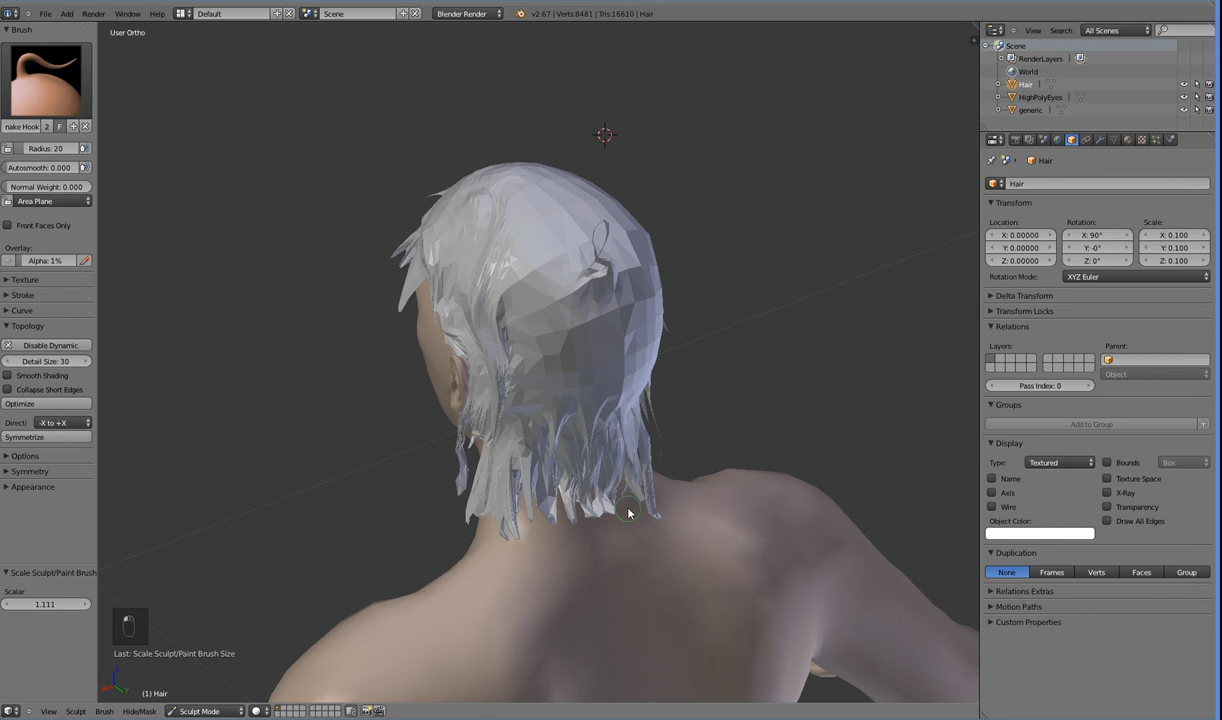 File Add Render Window Help Default Scene Blender Render v2.67 | Verts:8481 | Tris:16610 | Hair
Brush
User Ortho
nake Hook 2 F
Radius: 20
Autosmooth: 0.000
Normal Weight: 0.000
Area Plane
Front Faces Only
Overlay:
Alpha: 1%
Texture
Stroke
Curve
Topology
Disable Dynamic
Detail Size: 30
Smooth Shading
Collapse Short Edges
Optimize
Directi -X to +X
Symmetrize
Options
Symmetry
Appearance
Scale Sculpt/Paint Brush
Scalar
1.111
Last: Scale Sculpt/Paint Brush Size
(1) Hair
View Sculpt Brush Hide/Mask Sculpt Mode
View Search All Scenes
Scene
RenderLayers |
World
Hair |
HighPolyEyes |
generic |
Hair
Hair
Transform
Location: Rotation: Scale:
X: 0.00000 X: 90° X: 0.100
Y: 0.00000 Y: -0° Y: 0.100
Z: 0.00000 Z: 0° Z: 0.100
Rotation Mode: XYZ Euler
Delta Transform
Transform Locks
Relations
Layers: Parent:
Object
Pass Index: 0
Groups
Add to Group
Display
Type: Textured Bounds Box
Name Texture Space
Axis X-Ray
Wire Transparency
Object Color: Draw All Edges
Duplication
None Frames Verts Faces Group
Relations Extras
Motion Paths
Custom Properties